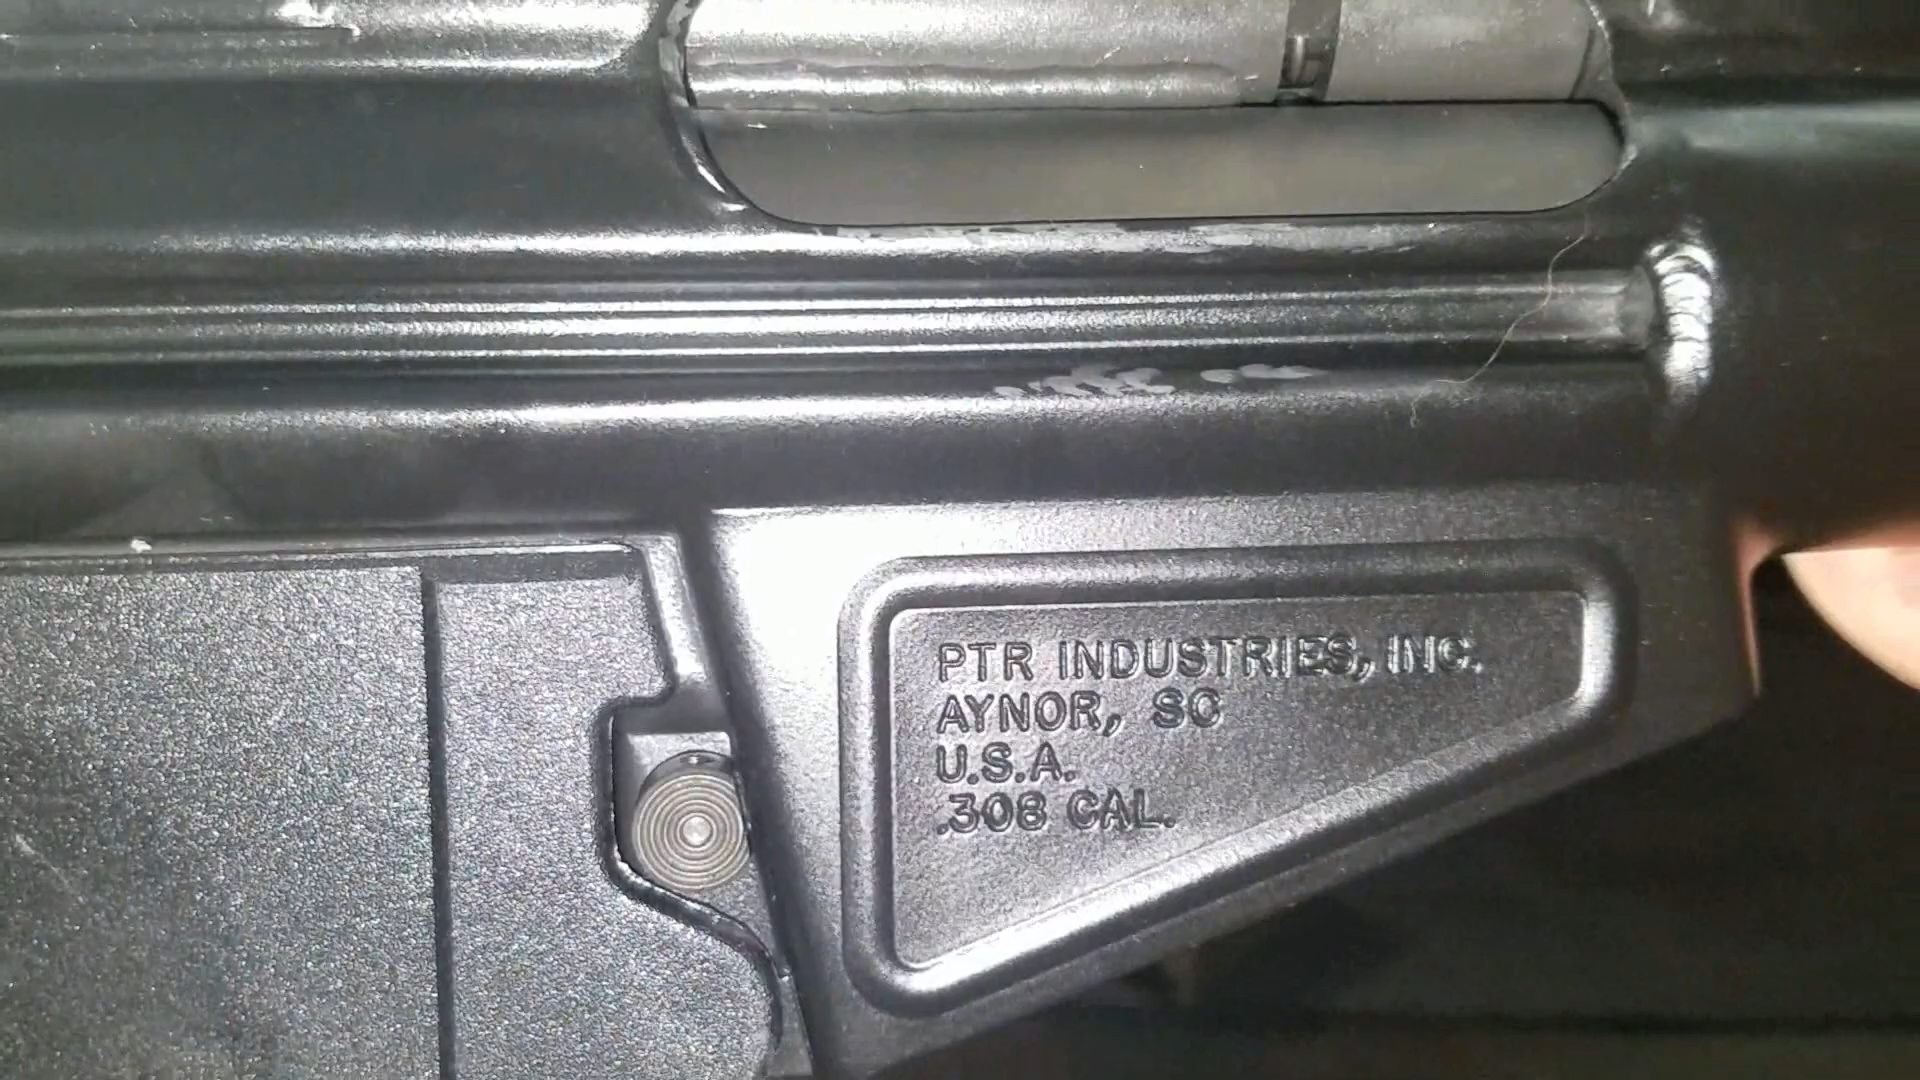 PTR INDUSTRIES, INC.
AYNOR, SC
U.S.A.
.308 CAL.